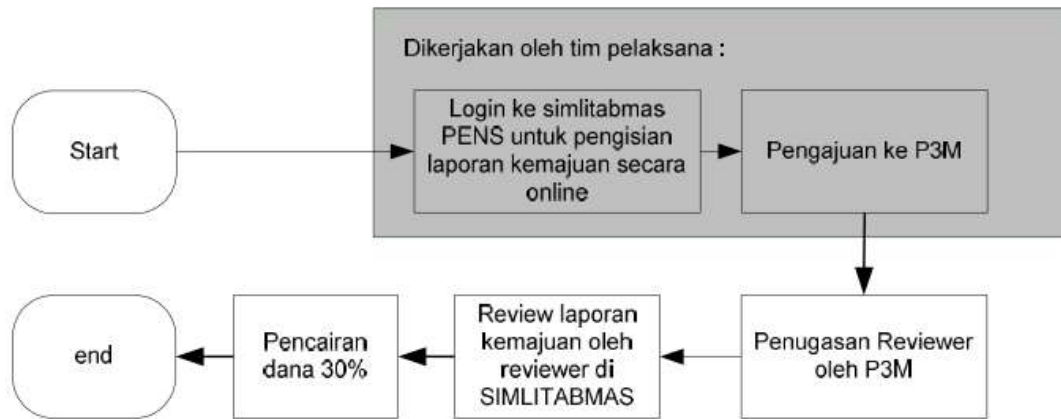 Dikerjakan oleh tim pelaksana :
Start
Login ke simlitabmas
PENS untuk pengisian
laporan kemajuan secara
online
Pengajuan ke P3M
Penugasan Reviewer
oleh P3M
Review laporan
kemajuan oleh
reviewer di
SIMLITABMAS
Pencairan
dana 30%
end